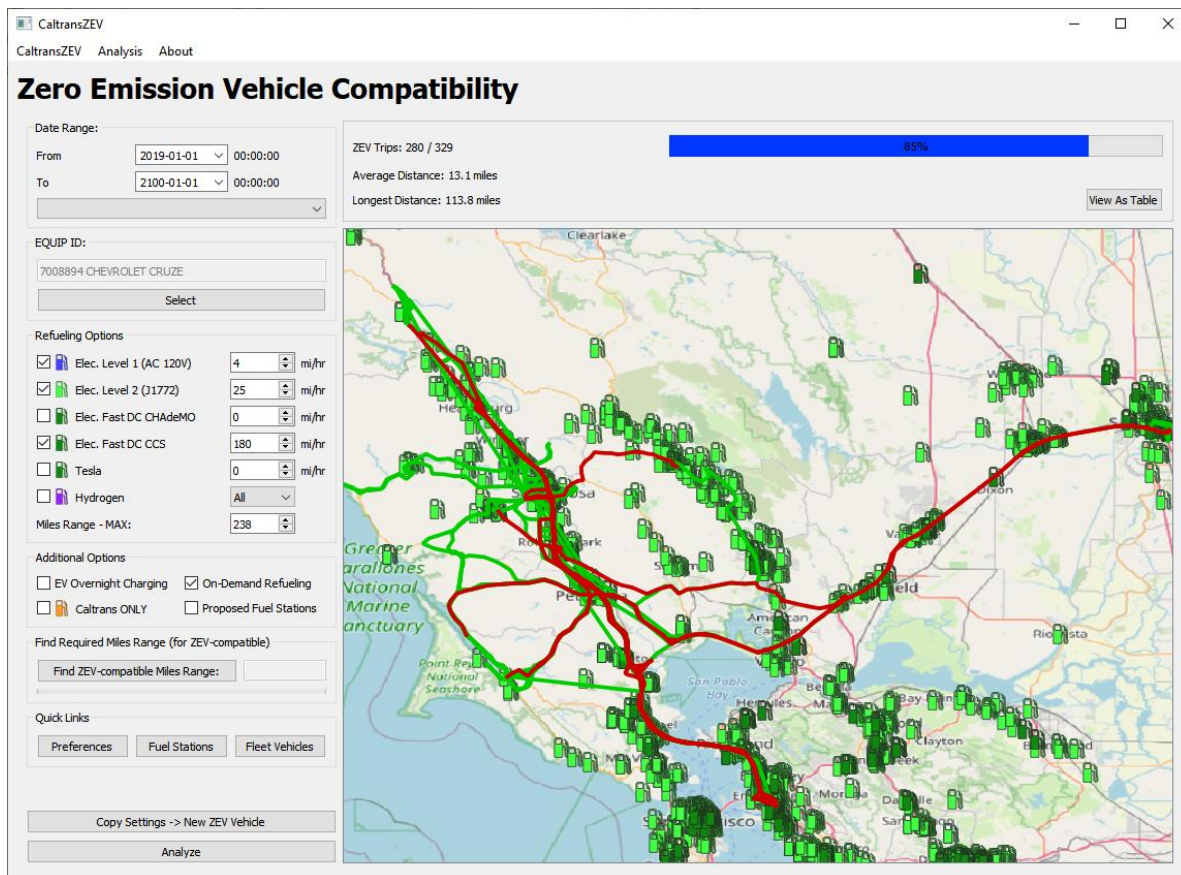 CaltransZEV
CaltransZEV Analysis About
Zero Emission Vehicle Compatibility
Date Range:
From 2019-01-01 00:00:00
To 2100-01-01 00:00:00
EQUIP ID:
7008894 CHEVROLET CRUZE
Select
Refueling Options
Elec. Level 1 (AC 120V) 4 mi/hr
Elec. Level 2 (J1772) 25 mi/hr
Elec. Fast DC CHAdeMO 0 mi/hr
Elec. Fast DC CCS 180 mi/hr
Tesla 0 mi/hr
Hydrogen All
Miles Range - MAX: 238
Additional Options
EV Overnight Charging On-Demand Refueling
Caltrans ONLY Proposed Fuel Stations
Find Required Miles Range (for ZEV-compatible)
Find ZEV-compatible Miles Range:
Quick Links
Preferences Fuel Stations Fleet Vehicles
Copy Settings -> New ZEV Vehicle
Analyze
ZEV Trips: 280 / 329 85%
Average Distance: 13.1 miles
Longest Distance: 113.8 miles
View As Table
Clearlake
Dixon
Greater
National
Marine
American
Point Rey
National
Seashore
San Pablo
Bay
Hercules
Clayton